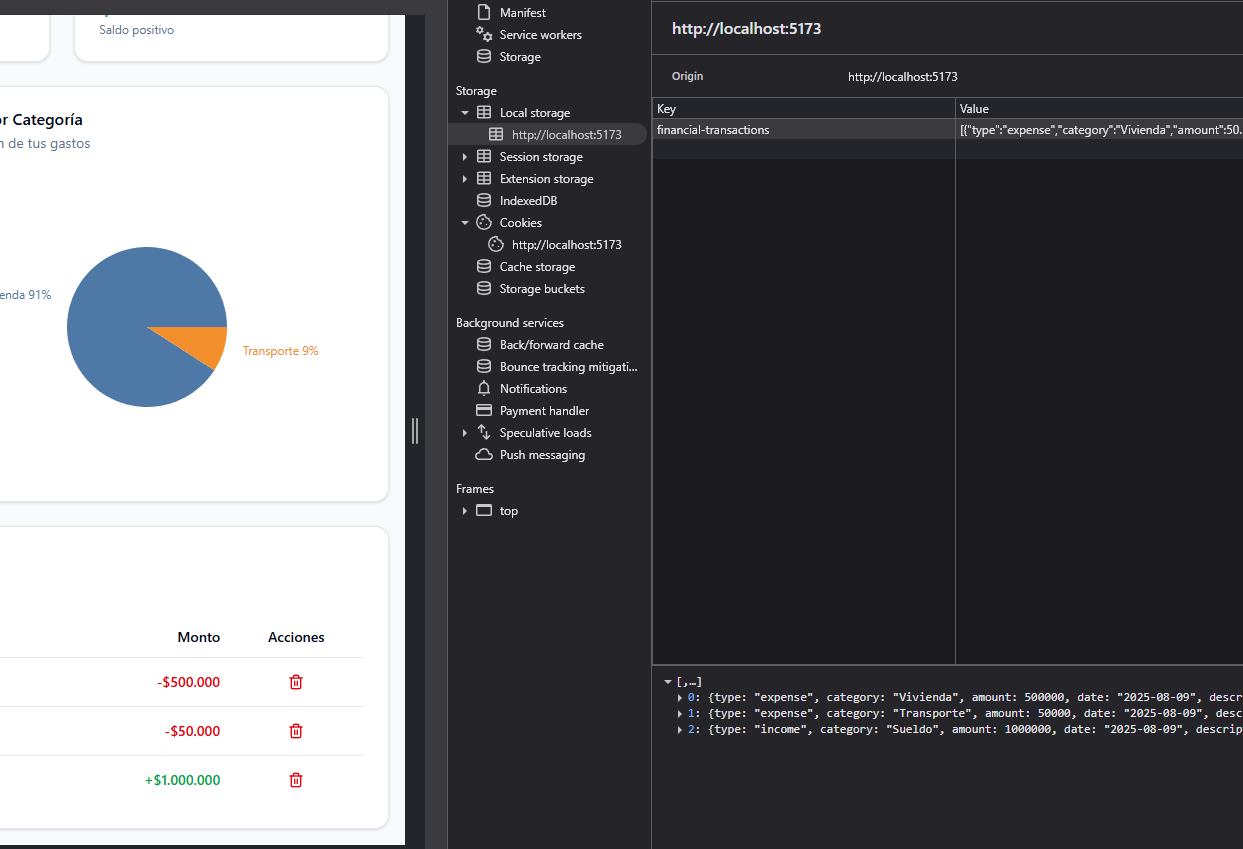 Saldo positivo
r Categoría
de tus gastos
enda 91%
Transporte 9%
Monto
Acciones
-$500.000
-$50.000
+$1.000.000
Manifest
Service workers
Storage
Storage
Local storage
http://localhost:5173
Session storage
Extension storage
IndexedDB
Cookies
http://localhost:5173
Cache storage
Storage buckets
Background services
Back/forward cache
Bounce tracking mitigati...
Notifications
Payment handler
Speculative loads
Push messaging
Frames
top
http://localhost:5173
Origin
http://localhost:5173
Key
Value
financial-transactions
[{"type":"expense","category":"Vivienda","amount":50...
[,…]
0: {type: "expense", category: "Vivienda", amount: 500000, date: "2025-08-09", descr
1: {type: "expense", category: "Transporte", amount: 50000, date: "2025-08-09", desc
2: {type: "income", category: "Sueldo", amount: 1000000, date: "2025-08-09", descrip